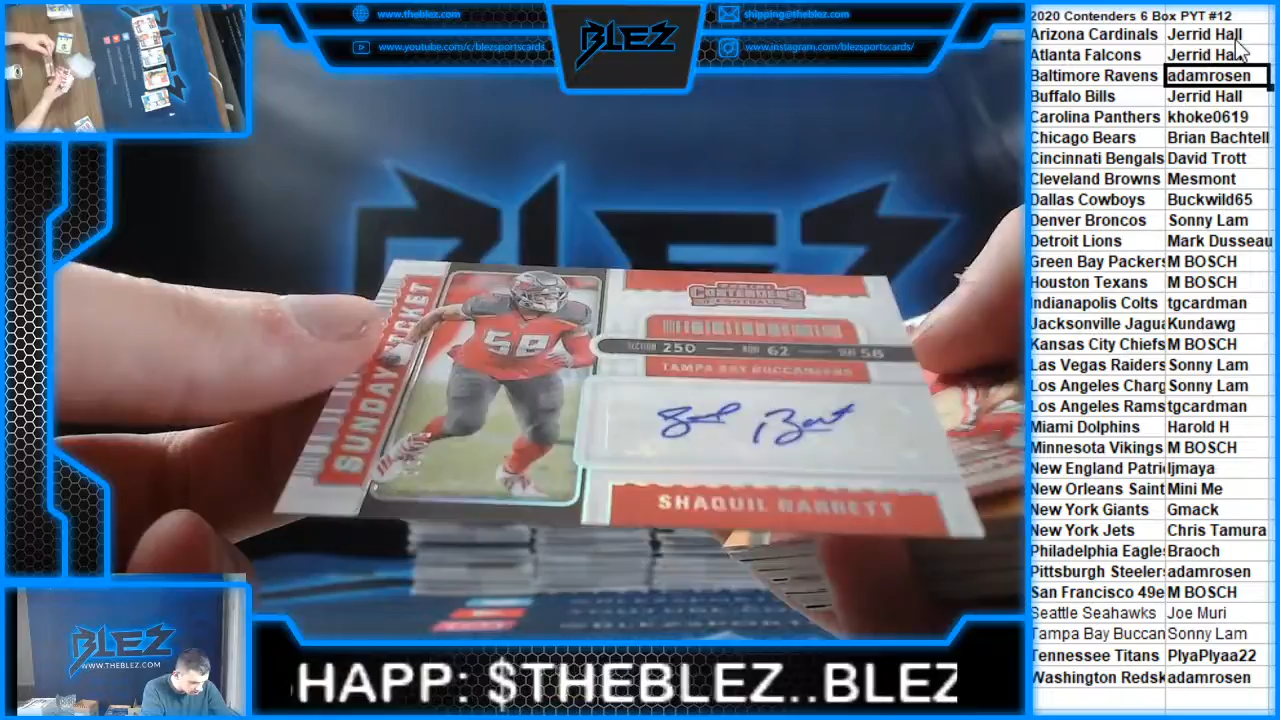 www.theblez.com
shipping@theblez.com
www.youtube.com/c/blezsportscards
www.instagram.com/blezsportscards/
BLEZ
2020 Contenders 6 Box PYT #12
Arizona Cardinals Jerrid Hall
Atlanta Falcons Jerrid Hall
Baltimore Ravens adamrosen
Buffalo Bills Jerrid Hall
Carolina Panthers khoke0619
Chicago Bears Brian Bachtell
Cincinnati Bengals David Trott
Cleveland Browns Mesmont
Dallas Cowboys Buckwild65
Denver Broncos Sonny Lam
Detroit Lions Mark Dusseau
Green Bay Packers M BOSCH
Houston Texans M BOSCH
Indianapolis Colts tgcardman
Jacksonville Jagua Kundawg
Kansas City Chiefs M BOSCH
Las Vegas Raiders Sonny Lam
Los Angeles Charg Sonny Lam
Los Angeles Rams tgcardman
Miami Dolphins Harold H
Minnesota Vikings M BOSCH
New England Patri ljmaya
New Orleans Saint Mini Me
New York Giants Gmack
New York Jets Chris Tamura
Philadelphia Eagles Braoch
Pittsburgh Steelers adamrosen
San Francisco 49e M BOSCH
Seattle Seahawks Joe Muri
Tampa Bay Buccan Sonny Lam
Tennessee Titans PlyaPlyaa22
Washington Redsk adamrosen
BLEZ
SUNDAY TICKET
58
PANINI
CONTENDERS
FOOTBALL
SECTION 250 ROW 62 SEAT 58
TAMPA BAY BUCCANEERS
SHAQUIL BARRETT
BLEZ
WWW.THEBLEZ.COM
HAPP: $THEBLEZ..BLEZ